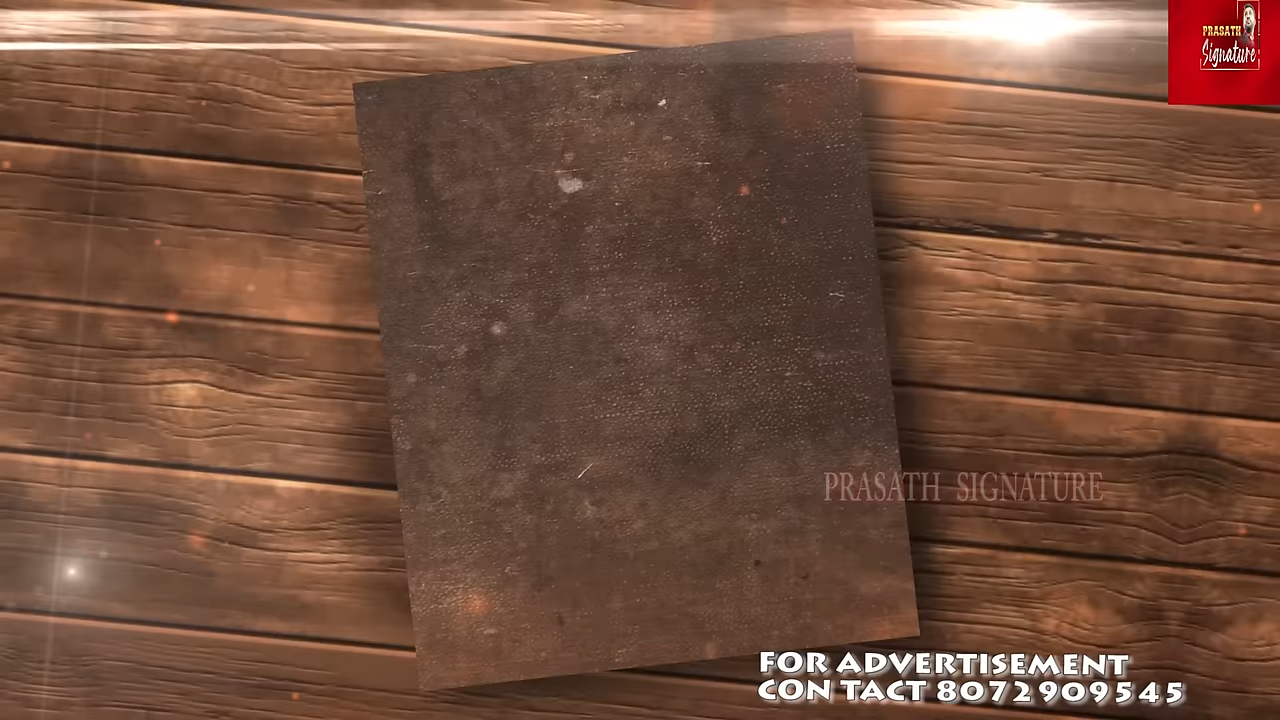 PRASATH
Signature
PRASATH SIGNATURE
FOR ADVERTISEMENT
CON TACT 8072909545